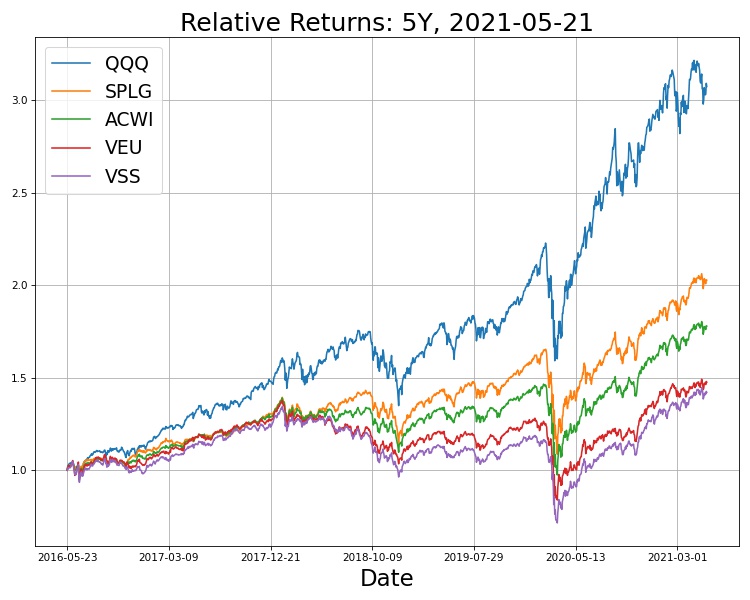 Relative Returns: 5Y, 2021-05-21
QQQ
SPLG
ACWI
VEU
VSS
3.0
2.5
2.0
1.5
1.0
2016-05-23 2017-03-09 2017-12-21 2018-10-09 2019-07-29 2020-05-13 2021-03-01
Date